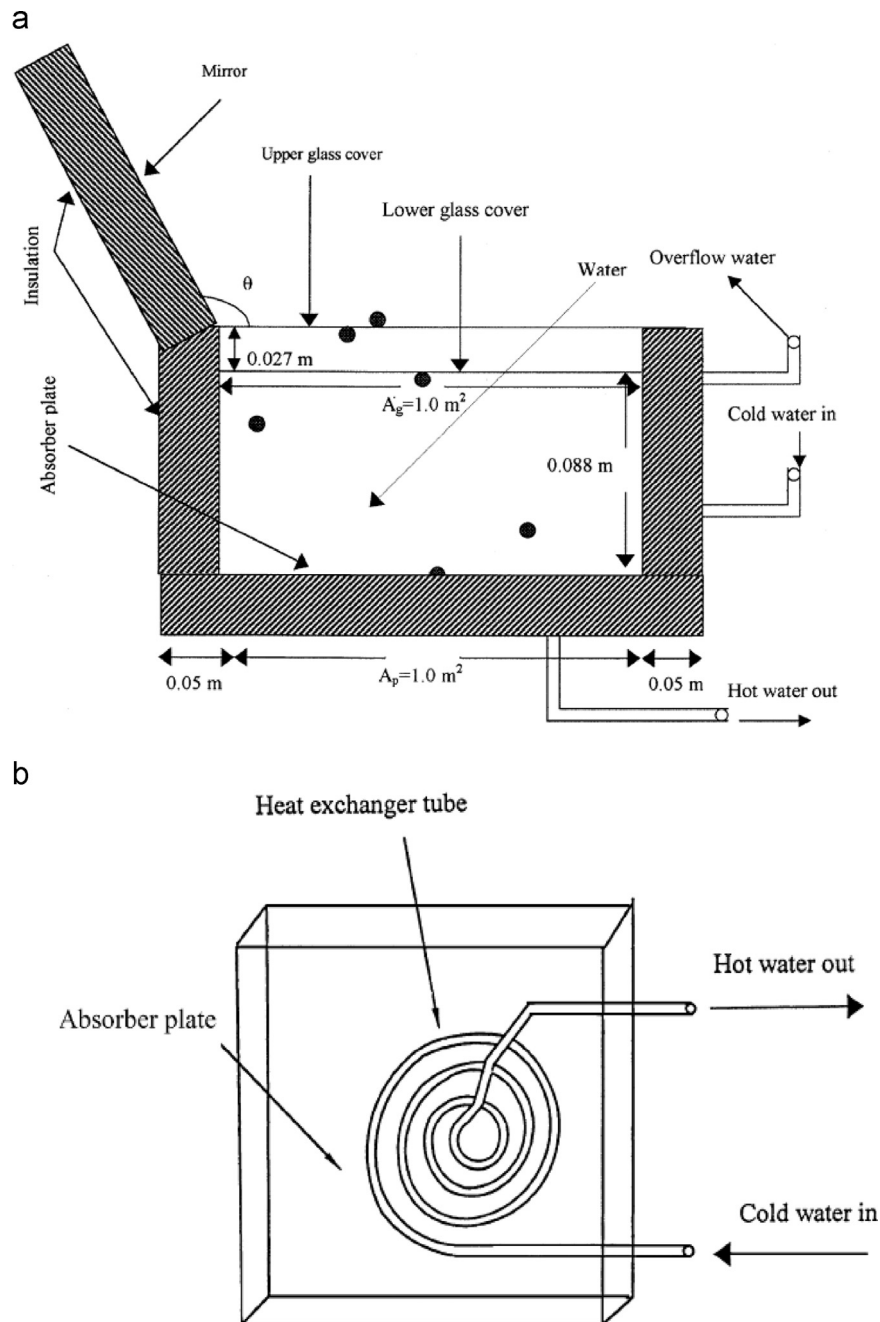 a
Mirror
Upper glass cover
Lower glass cover
Insulation
θ
Water
Overflow water
0.027 m
Ag=1.0 m²
Cold water in
Absorber plate
0.088 m
0.05 m
Ap=1.0 m²
0.05 m
Hot water out
b
Heat exchanger tube
Hot water out
Absorber plate
Cold water in